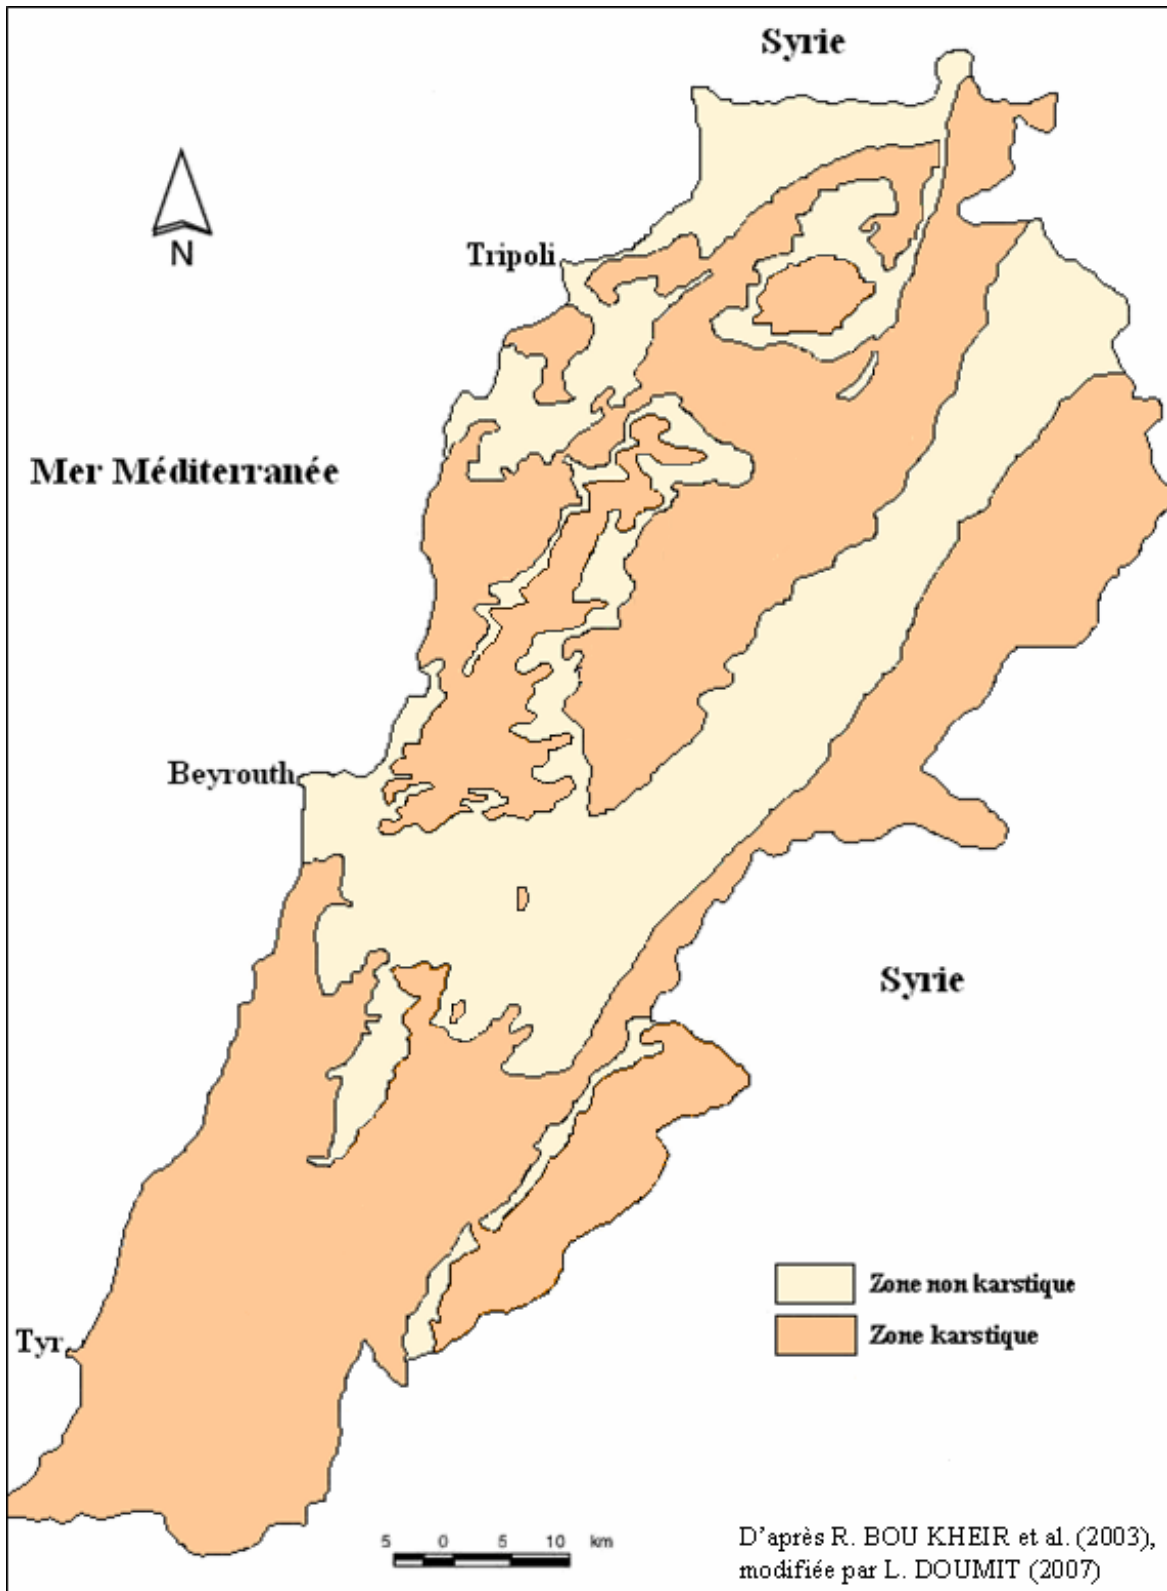 Syrie
N
Tripoli
Mer Méditerranée
Beyrouth
Syrie
Zone non karstique
Zone karstique
Tyr
5 0 5 10 km
D'après R. BOU KHEIR et al. (2003),
modifiée par L. DOUMIT (2007)